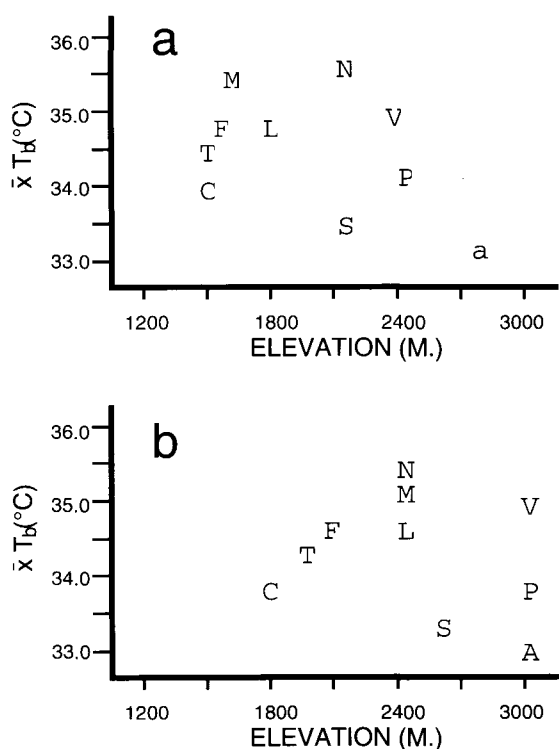 a
36.0
35.0
34.0
33.0
x̄ Tb(°C)
N
M
V
F L
T
P
C
S
a
1200 1800 2400 3000
ELEVATION (M.)
b
36.0
35.0
34.0
33.0
x̄ Tb(°C)
N
M
V
F L
T
C P
S
A
1200 1800 2400 3000
ELEVATION (M.)